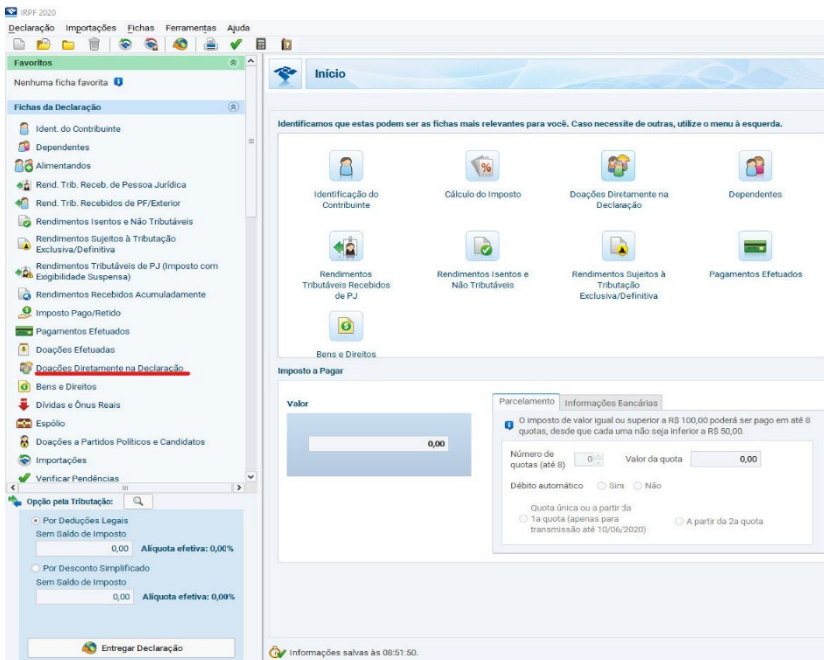 IRPF 2020
Declaração Importações Fichas Ferramentas Ajuda
Favoritos
Nenhuma ficha favorita
Fichas da Declaração
Ident. do Contribuinte
Dependentes
Alimentandos
Rend. Trib. Receb. de Pessoa Jurídica
Rend. Trib. Recebidos de PF/Exterior
Rendimentos Isentos e Não Tributáveis
Rendimentos Sujeitos à Tributação
Exclusiva/Definitiva
Rendimentos Tributáveis de PJ (Imposto com
Exigibilidade Suspensa)
Rendimentos Recebidos Acumuladamente
Imposto Pago/Retido
Pagamentos Efetuados
Doações Efetuadas
Doações Diretamente na Declaração
Bens e Direitos
Dívidas e Ônus Reais
Espólio
Doações a Partidos Políticos e Candidatos
Importações
Verificar Pendências
Opção pela Tributação:
Por Deduções Legais
Sem Saldo de Imposto
0,00 Alíquota efetiva: 0,00%
Por Desconto Simplificado
Sem Saldo de Imposto
0,00 Alíquota efetiva: 0,00%
Entregar Declaração
Início
Identificamos que estas podem ser as fichas mais relevantes para você. Caso necessite de outras, utilize o menu à esquerda.
Identificação do
Contribuinte
Cálculo do Imposto
Doações Diretamente na
Declaração
Dependentes
Rendimentos
Tributáveis Recebidos
de PJ
Rendimentos Isentos e
Não Tributáveis
Rendimentos Sujeitos à
Tributação
Exclusiva/Definitiva
Pagamentos Efetuados
Bens e Direitos
Imposto a Pagar
Valor
0,00
Parcelamento Informações Bancárias
O imposto de valor igual ou superior a R$ 100,00 poderá ser pago em até 8
quotas, desde que cada uma não seja inferior a R$ 50,00.
Número de
quotas (até 8) 0 Valor da quota 0,00
Débito automático Sim Não
Quota única ou a partir da
1a quota (apenas para
transmissão até 10/06/2020)
A partir da 2a quota
Informações salvas às 08:51:50.